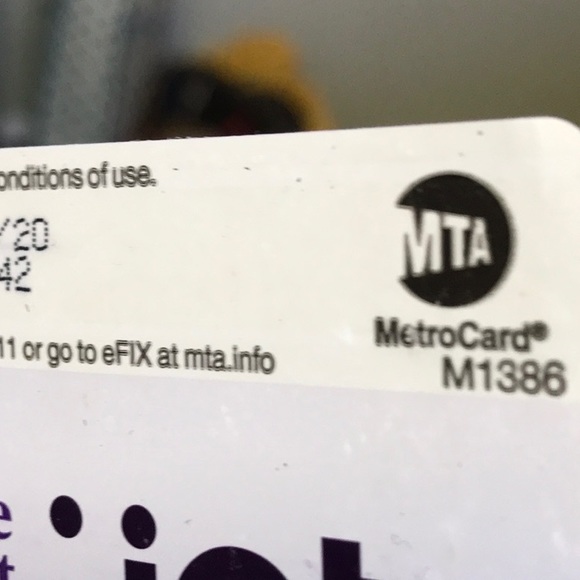 onditions of use.
/20
42
MTA
MetroCard®
11 or go to eFIX at mta.info
M1386